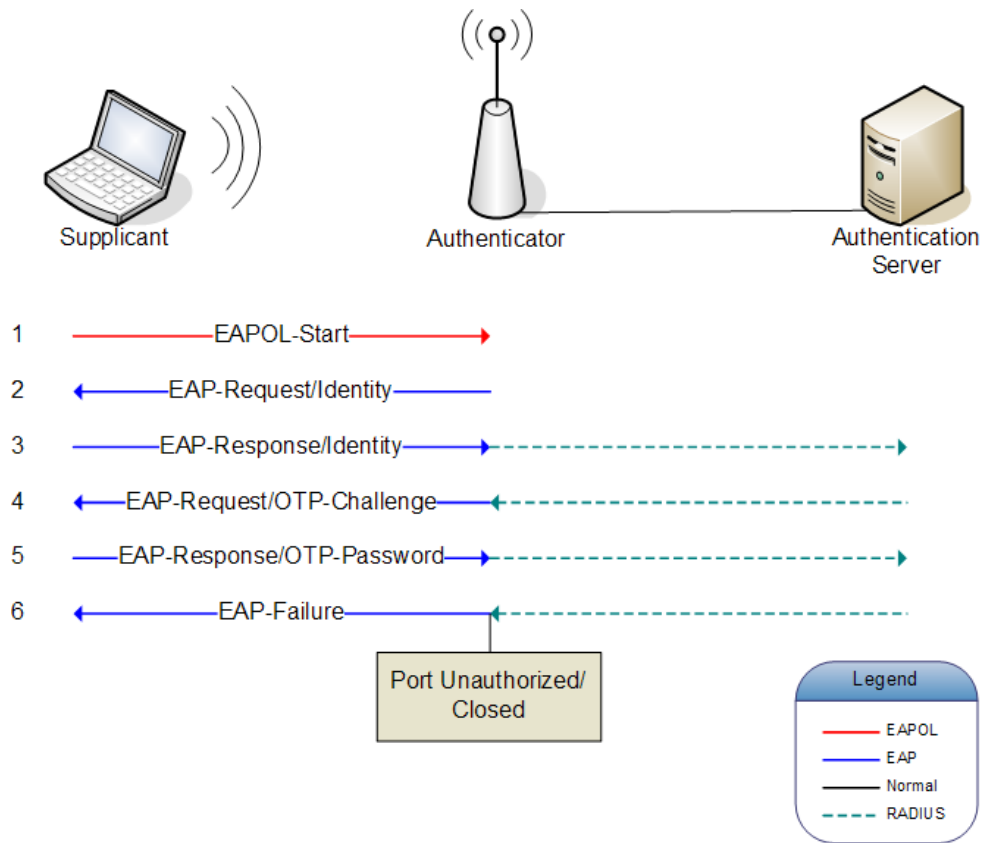 Supplicant
Authenticator
Authentication
Server
1
EAPOL-Start
2
EAP-Request/Identity
3
EAP-Response/Identity
4
EAP-Request/OTP-Challenge
5
EAP-Response/OTP-Password
6
EAP-Failure
Port Unauthorized/
Closed
Legend
EAPOL
EAP
Normal
RADIUS